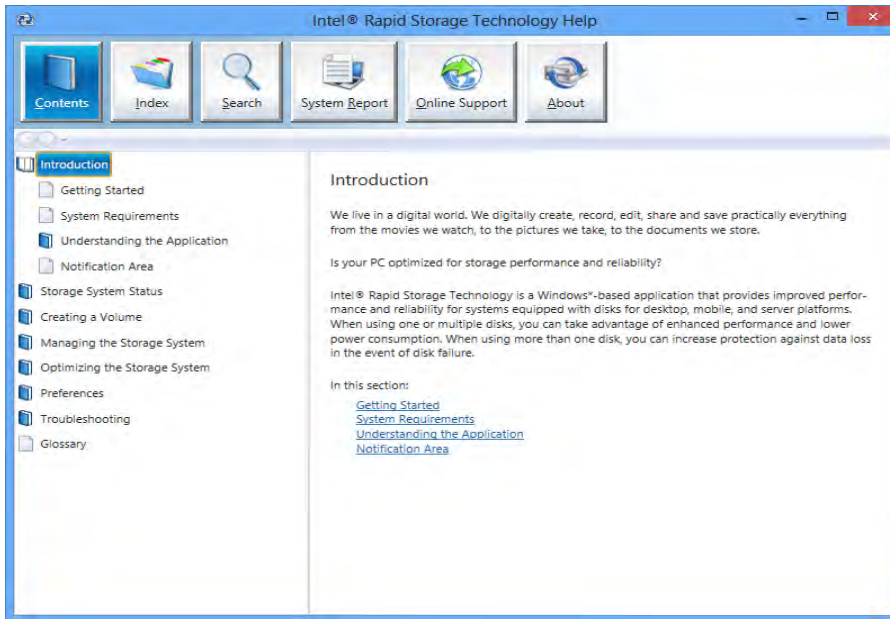 Intel® Rapid Storage Technology Help
Contents
Index
Search
System Report
Online Support
About
Introduction
Getting Started
System Requirements
Understanding the Application
Notification Area
Storage System Status
Creating a Volume
Managing the Storage System
Optimizing the Storage System
Preferences
Troubleshooting
Glossary
Introduction
We live in a digital world. We digitally create, record, edit, share and save practically everything
from the movies we watch, to the pictures we take, to the documents we store.
Is your PC optimized for storage performance and reliability?
Intel® Rapid Storage Technology is a Windows*-based application that provides improved perfor-
mance and reliability for systems equipped with disks for desktop, mobile, and server platforms.
When using one or multiple disks, you can take advantage of enhanced performance and lower
power consumption. When using more than one disk, you can increase protection against data loss
in the event of disk failure.
In this section:
Getting Started
System Requirements
Understanding the Application
Notification Area